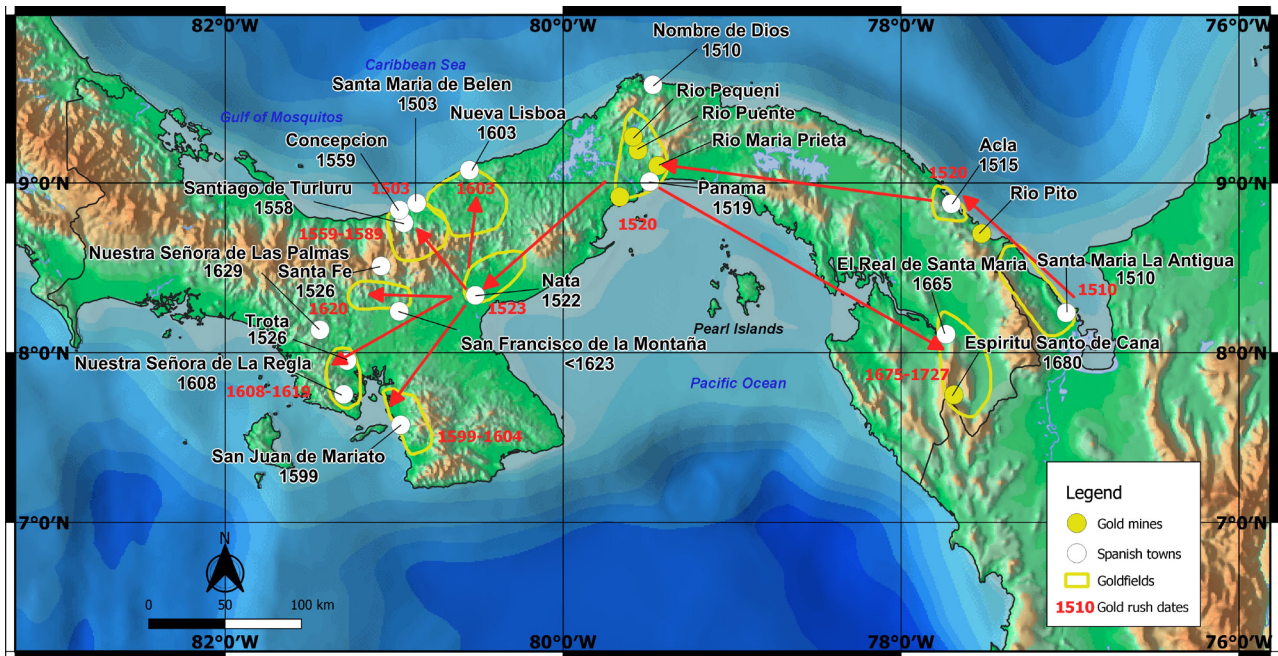 82°0'W
80°0'W
78°0'W
76°0'W
Nombre de Dios
1510
Caribbean Sea
Santa Maria de Belen
1503
Rio Pequeni
Gulf of Mosquitos
Nueva Lisboa
1603
Rio Puente
Concepcion
1559
Rio Maria Prieta
Acla
1515
9°0'N
9°0'N
Santiago de Turluru
1558
1503
1603
Panama
1519
1520
Rio Pito
1520
1559-1589
Nuestra Señora de Las Palmas
1629
Santa Fe
1526
El Real de Santa Maria
1665
Santa Maria La Antigua
1510
1510
Nata
1522
1620
1523
Trota
1526
Pearl Islands
San Francisco de la Montaña
<1623
Espiritu Santo de Cana
1680
8°0'N
8°0'N
Nuestra Señora de La Regla
1608
1675-1727
Pacific Ocean
1608-1619
1599-1604
San Juan de Mariato
1599
Legend
Gold mines
Spanish towns
Goldfields
1510 Gold rush dates
7°0'N
7°0'N
N
0 50 100 km
82°0'W
80°0'W
78°0'W
76°0'W